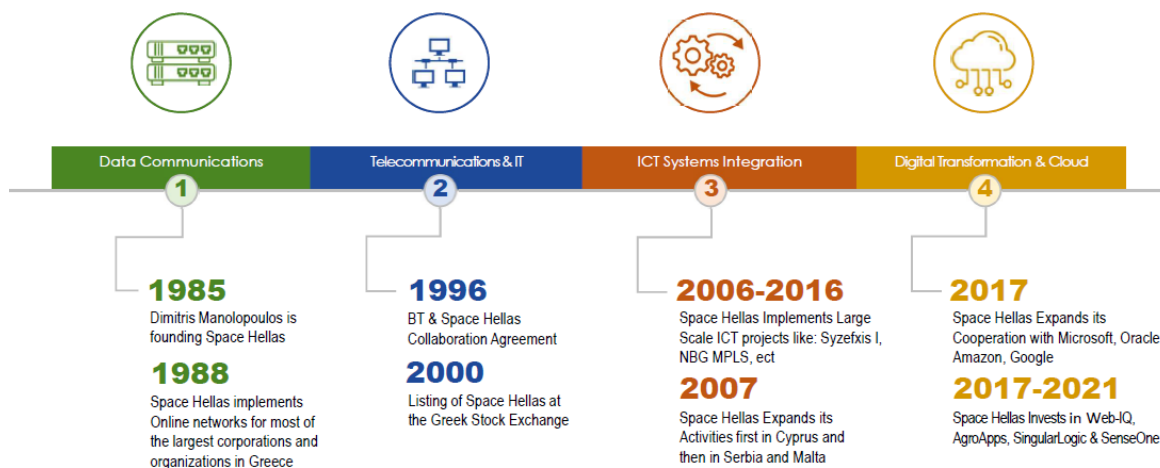 Data Communications
Telecommunications & IT
ICT Systems Integration
Digital Transformation & Cloud
1
2
3
4
1985
Dimitris Manolopoulos is
founding Space Hellas
1988
Space Hellas implements
Online networks for most of
the largest corporations and
organizations in Greece
1996
BT & Space Hellas
Collaboration Agreement
2000
Listing of Space Hellas at
the Greek Stock Exchange
2006-2016
Space Hellas Implements Large
Scale ICT projects like: Syzefxis I,
NBG MPLS, ect
2007
Space Hellas Expands its
Activities first in Cyprus and
then in Serbia and Malta
2017
Space Hellas Expands its
Cooperation with Microsoft, Oracle
Amazon, Google
2017-2021
Space Hellas Invests in Web-IQ,
AgroApps, SingularLogic & SenseOne